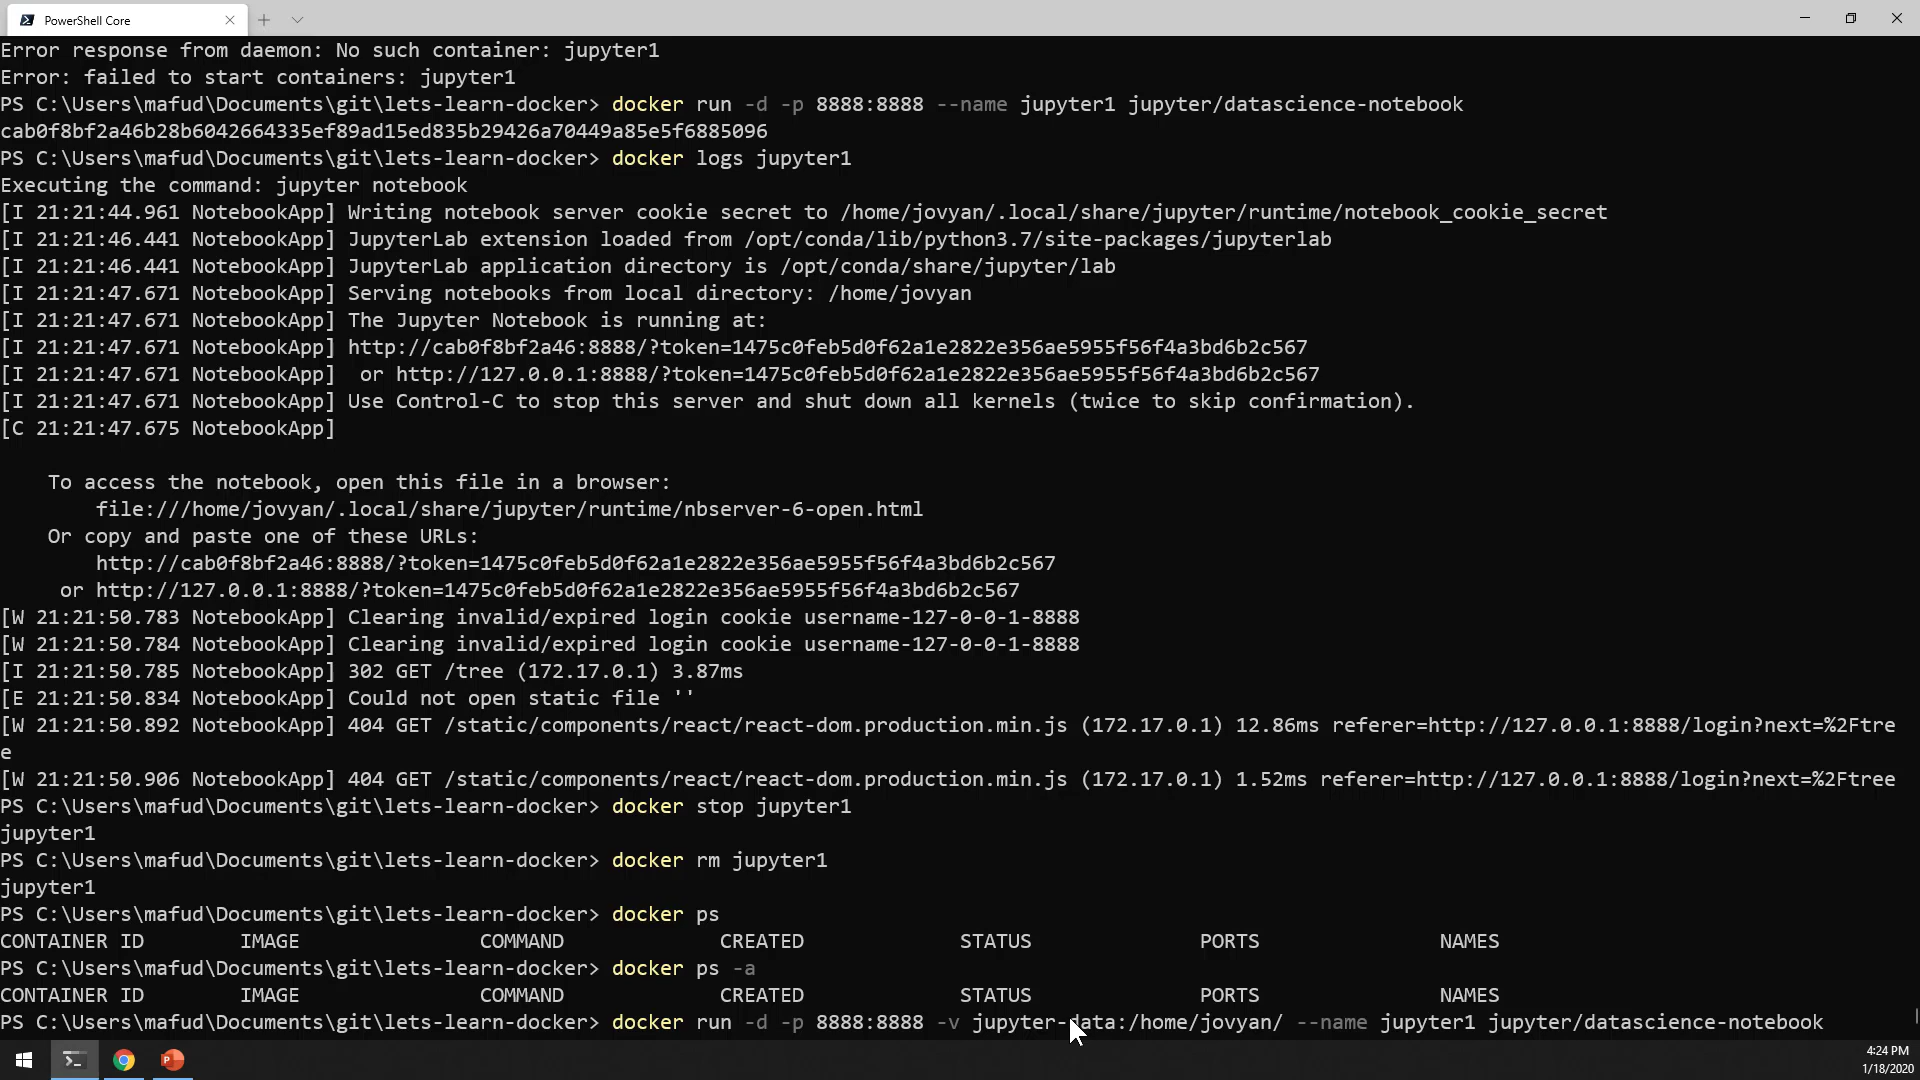 PowerShell Core
Error response from daemon: No such container: jupyter1
Error: failed to start containers: jupyter1
PS C:\Users\mafud\Documents\git\lets-learn-docker> docker run -d -p 8888:8888 --name jupyter1 jupyter/datascience-notebook
cab0f8bf2a46b28b6042664335ef89ad15ed835b29426a70449a85e5f6885096
PS C:\Users\mafud\Documents\git\lets-learn-docker> docker logs jupyter1
Executing the command: jupyter notebook
[I 21:21:44.961 NotebookApp] Writing notebook server cookie secret to /home/jovyan/.local/share/jupyter/runtime/notebook_cookie_secret
[I 21:21:46.441 NotebookApp] JupyterLab extension loaded from /opt/conda/lib/python3.7/site-packages/jupyterlab
[I 21:21:46.441 NotebookApp] JupyterLab application directory is /opt/conda/share/jupyter/lab
[I 21:21:47.671 NotebookApp] Serving notebooks from local directory: /home/jovyan
[I 21:21:47.671 NotebookApp] The Jupyter Notebook is running at:
[I 21:21:47.671 NotebookApp] http://cab0f8bf2a46:8888/?token=1475c0feb5d0f62a1e2822e356ae5955f56f4a3bd6b2c567
[I 21:21:47.671 NotebookApp]  or http://127.0.0.1:8888/?token=1475c0feb5d0f62a1e2822e356ae5955f56f4a3bd6b2c567
[I 21:21:47.671 NotebookApp] Use Control-C to stop this server and shut down all kernels (twice to skip confirmation).
[C 21:21:47.675 NotebookApp]
To access the notebook, open this file in a browser:
file:///home/jovyan/.local/share/jupyter/runtime/nbserver-6-open.html
Or copy and paste one of these URLs:
http://cab0f8bf2a46:8888/?token=1475c0feb5d0f62a1e2822e356ae5955f56f4a3bd6b2c567
or http://127.0.0.1:8888/?token=1475c0feb5d0f62a1e2822e356ae5955f56f4a3bd6b2c567
[W 21:21:50.783 NotebookApp] Clearing invalid/expired login cookie username-127-0-0-1-8888
[W 21:21:50.784 NotebookApp] Clearing invalid/expired login cookie username-127-0-0-1-8888
[I 21:21:50.785 NotebookApp] 302 GET /tree (172.17.0.1) 3.87ms
[E 21:21:50.834 NotebookApp] Could not open static file ''
[W 21:21:50.892 NotebookApp] 404 GET /static/components/react/react-dom.production.min.js (172.17.0.1) 12.86ms referer=http://127.0.0.1:8888/login?next=%2Ftre
e
[W 21:21:50.906 NotebookApp] 404 GET /static/components/react/react-dom.production.min.js (172.17.0.1) 1.52ms referer=http://127.0.0.1:8888/login?next=%2Ftree
PS C:\Users\mafud\Documents\git\lets-learn-docker> docker stop jupyter1
jupyter1
PS C:\Users\mafud\Documents\git\lets-learn-docker> docker rm jupyter1
jupyter1
PS C:\Users\mafud\Documents\git\lets-learn-docker> docker ps
CONTAINER ID        IMAGE               COMMAND             CREATED             STATUS              PORTS               NAMES
PS C:\Users\mafud\Documents\git\lets-learn-docker> docker ps -a
CONTAINER ID        IMAGE               COMMAND             CREATED             STATUS              PORTS               NAMES
PS C:\Users\mafud\Documents\git\lets-learn-docker> docker run -d -p 8888:8888 -v jupyter-data:/home/jovyan/ --name jupyter1 jupyter/datascience-notebook
4:24 PM
1/18/2020